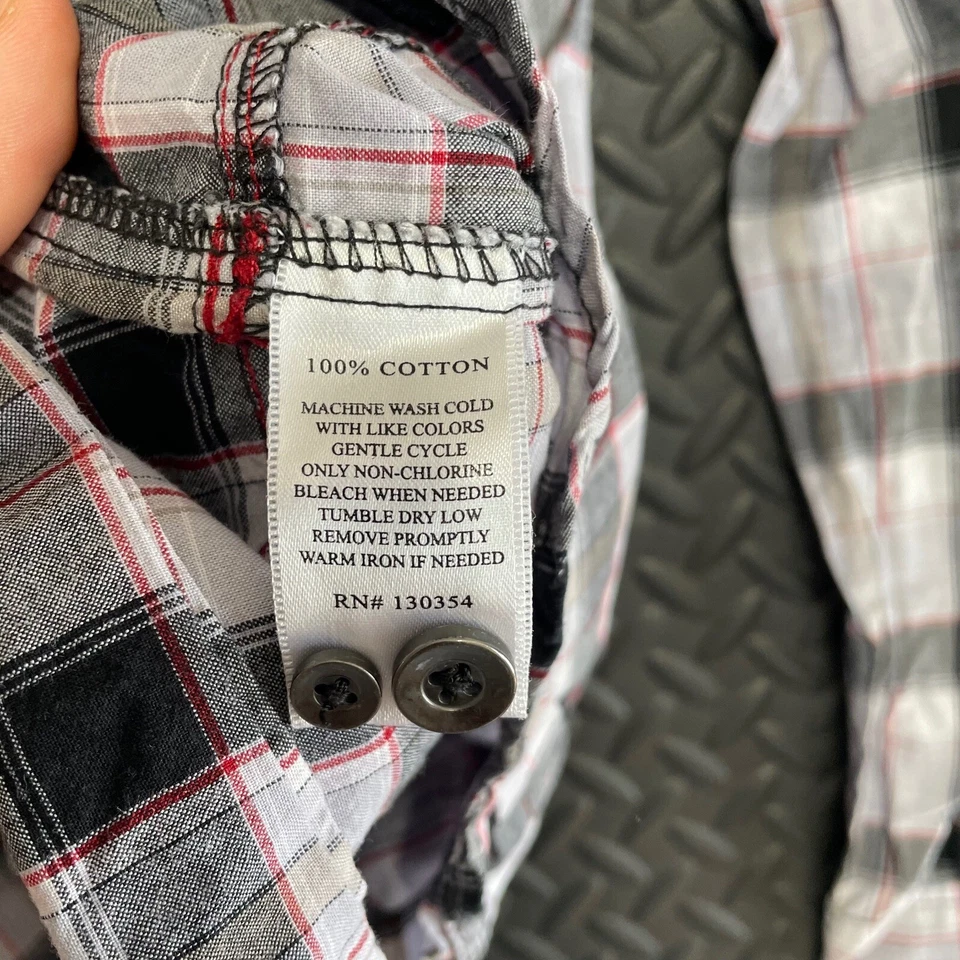 100% COTTON
MACHINE WASH COLD
WITH LIKE COLORS
GENTLE CYCLE
ONLY NON-CHLORINE
BLEACH WHEN NEEDED
TUMBLE DRY LOW
REMOVE PROMPTLY
WARM IRON IF NEEDED
RN# 130354